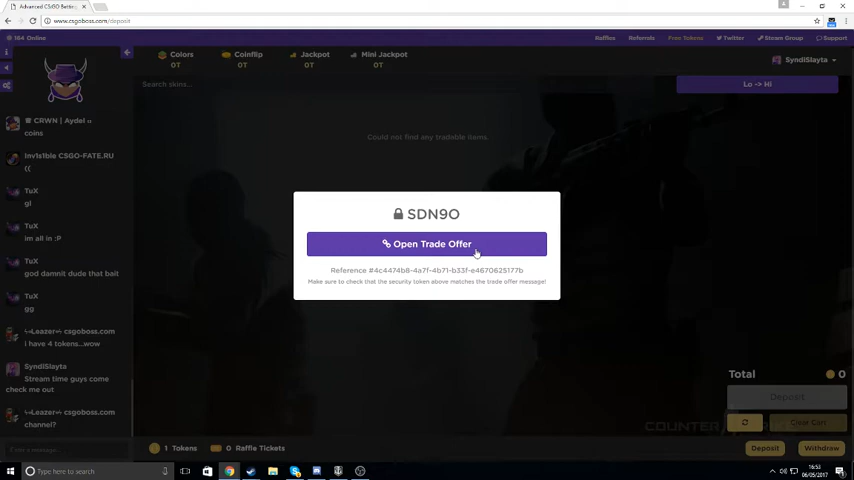 Advanced CS:GO Betting
www.csgoboss.com/deposit
164 Online
Raffles
Referrals
Free Tokens
Twitter
Steam Group
Support
Colors
0T
Coinflip
0T
Jackpot
0T
Mini Jackpot
0T
SyndiSlayta
Search skins...
Lo -> Hi
Could not find any tradable items.
CRWN | Aydel
coins
Inv1s1ble CSGO-FATE.RU
((
TuX
gl
TuX
im all in :P
TuX
god damnit dude that bait
TuX
gg
Leazer csgoboss.com
i have 4 tokens...wow
SyndiSlayta
Stream time guys come
check me out
Leazer csgoboss.com
channel?
Enter a message...
SDN9O
Open Trade Offer
Reference #4c4474b8-4a7f-4b71-b33f-e4670625177b
Make sure to check that the security token above matches the trade offer message!
Total
0
Deposit
Clear Cart
1 Tokens
0 Raffle Tickets
Deposit
Withdraw
Type here to search
16:53
06/05/2017